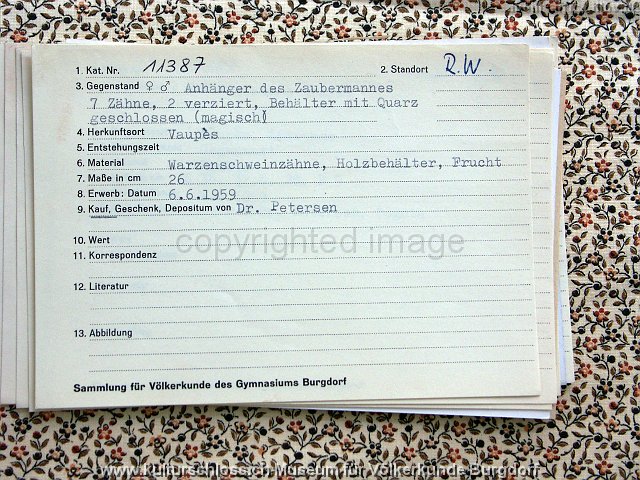 1. Kat. Nr. 11387 2. Standort R.W.
3. Gegenstand ♀ ♂ Anhänger des Zaubermannes
7 Zähne, 2 verziert, Behälter mit Quarz
geschlossen (magisch)
4. Herkunftsort Vaupès
5. Entstehungszeit
6. Material Warzenschweinzähne, Holzbehälter, Frucht
7. Maße in cm 26
8. Erwerb: Datum 6.6.1959
9. Kauf, Geschenk, Depositum von Dr. Petersen
10. Wert
copyrighted image
11. Korrespondenz
12. Literatur
13. Abbildung
Sammlung für Völkerkunde des Gymnasiums Burgdorf
www.kulturschloss.ch Museum für Völkerkunde Burgdorf